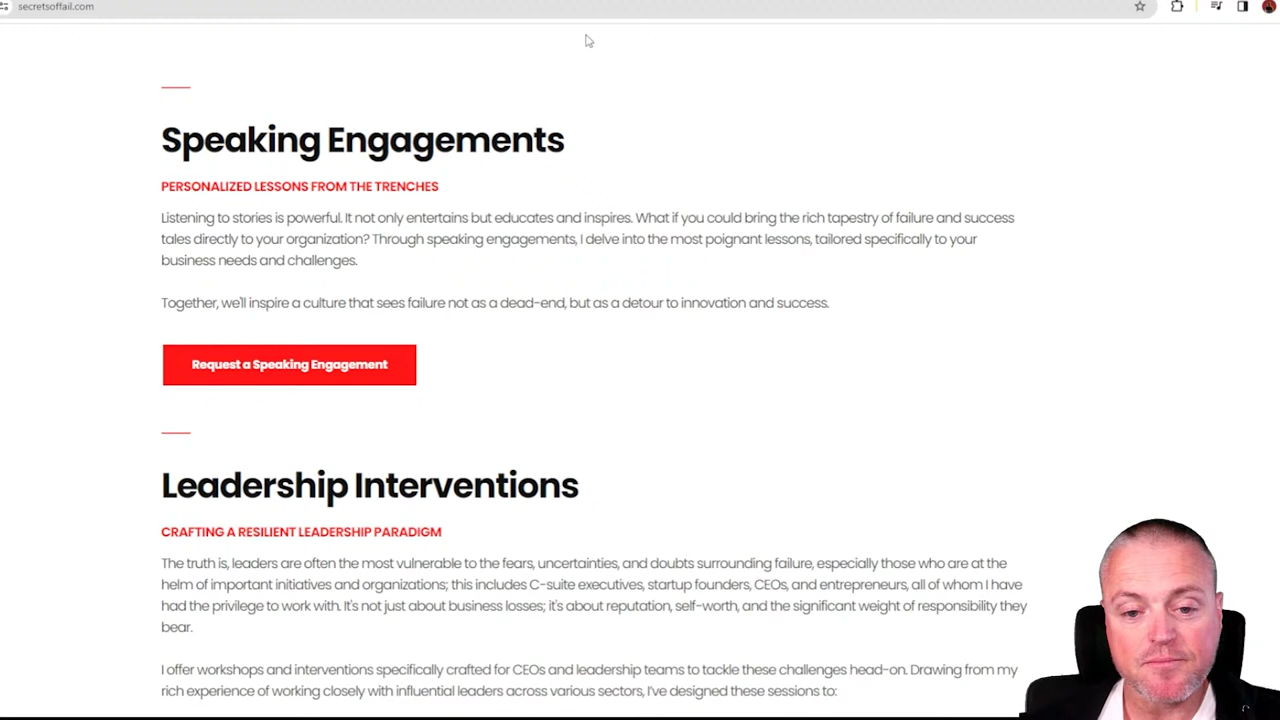 secretsoffail.com
Speaking Engagements
PERSONALIZED LESSONS FROM THE TRENCHES
Listening to stories is powerful. It not only entertains but educates and inspires. What if you could bring the rich tapestry of failure and success
tales directly to your organization? Through speaking engagements, I delve into the most poignant lessons, tailored specifically to your
business needs and challenges.
Together, we'll inspire a culture that sees failure not as a dead-end, but as a detour to innovation and success.
Request a Speaking Engagement
Leadership Interventions
CRAFTING A RESILIENT LEADERSHIP PARADIGM
The truth is, leaders are often the most vulnerable to the fears, uncertainties, and doubts surrounding failure, especially those who are at the
helm of important initiatives and organizations; this includes C-suite executives, startup founders, CEOs, and entrepreneurs, all of whom I have
had the privilege to work with. It's not just about business losses; it's about reputation, self-worth, and the significant weight of responsibility they
bear.
I offer workshops and interventions specifically crafted for CEOs and leadership teams to tackle these challenges head-on. Drawing from my
rich experience of working closely with influential leaders across various sectors, I've designed these sessions to: